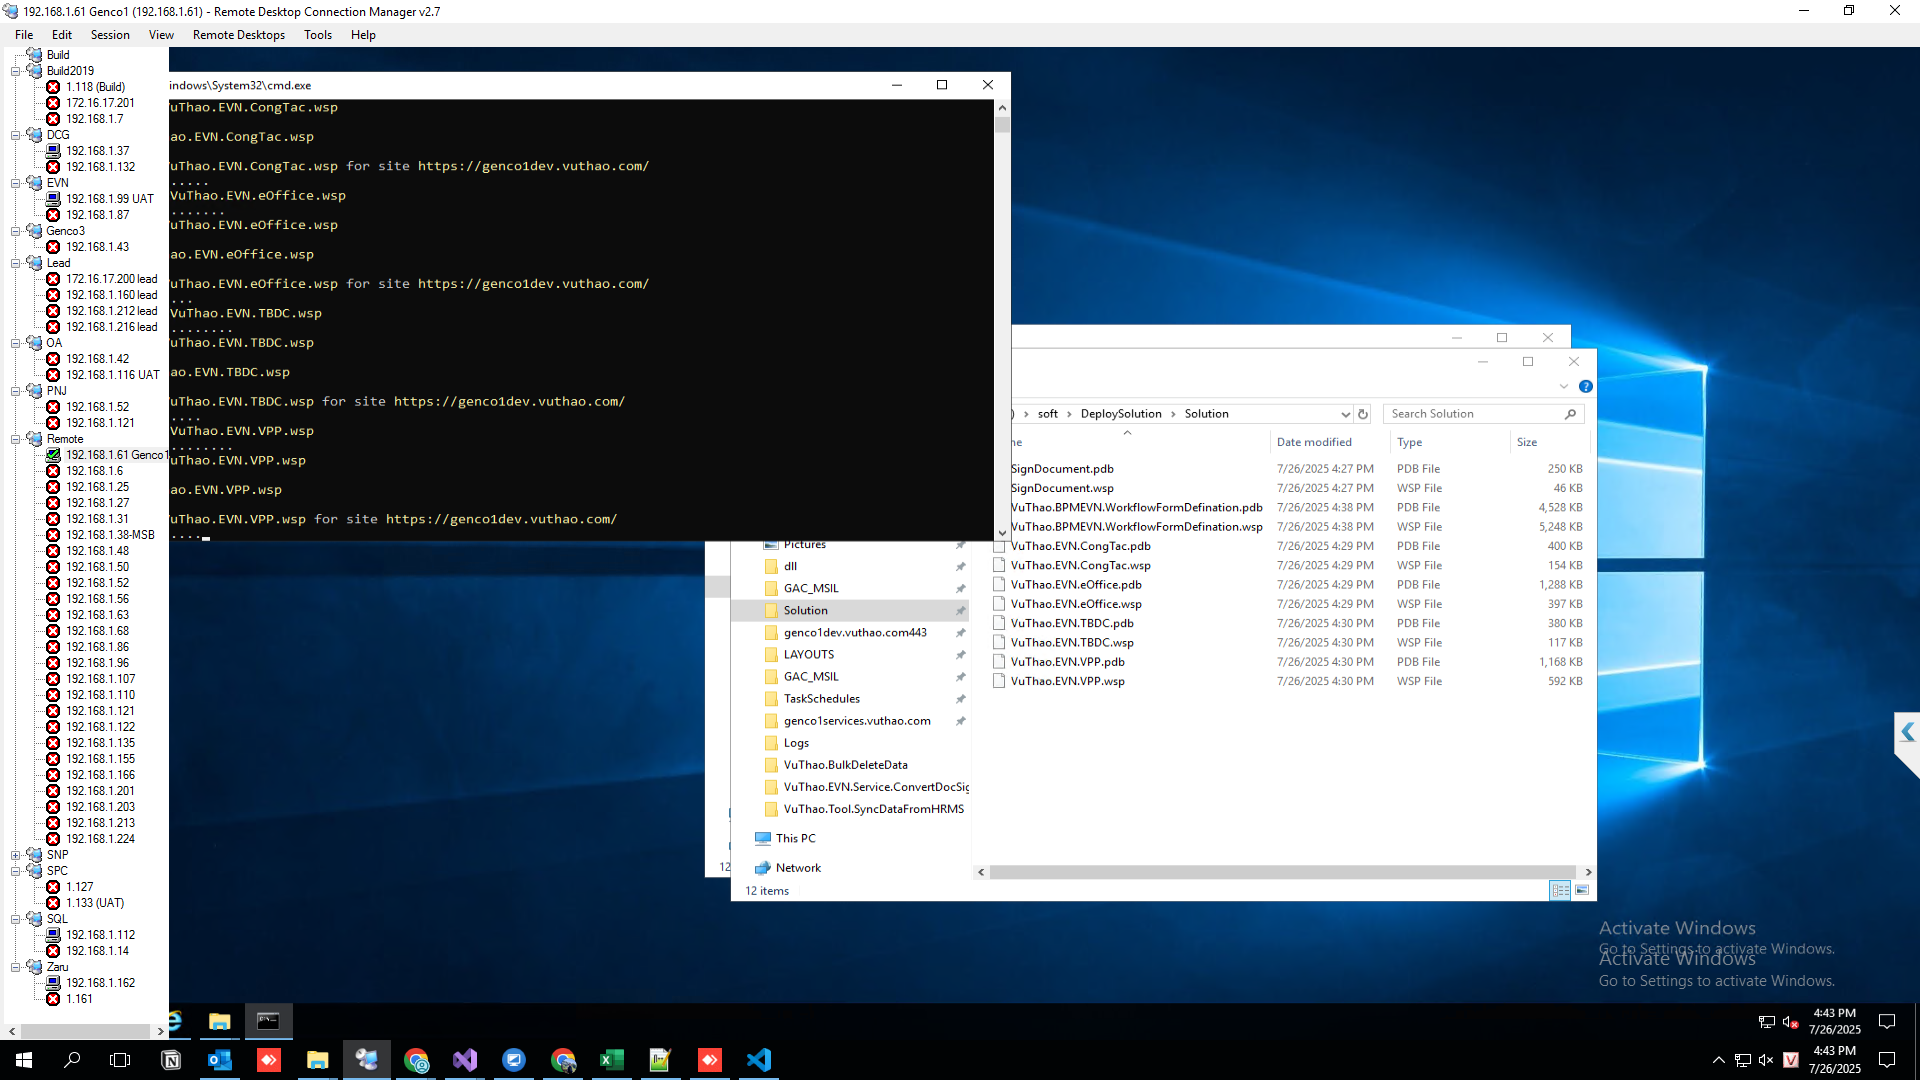 192.168.1.61 Genco1 (192.168.1.61) - Remote Desktop Connection Manager v2.7
File Edit Session View Remote Desktops Tools Help
Build
Build2019
1.118 (Build)
172.16.17.201
192.168.1.7
DCG
192.168.1.37
192.168.1.132
EVN
192.168.1.99 UAT
192.168.1.87
Genco3
192.168.1.43
Lead
172.16.17.200 lead
192.168.1.160 lead
192.168.1.212 lead
192.168.1.216 lead
OA
192.168.1.42
192.168.1.116 UAT
PNJ
192.168.1.52
192.168.1.121
Remote
192.168.1.61 Genco1
192.168.1.6
192.168.1.25
192.168.1.27
192.168.1.31
192.168.1.38-MSB
192.168.1.48
192.168.1.50
192.168.1.52
192.168.1.56
192.168.1.63
192.168.1.68
192.168.1.86
192.168.1.96
192.168.1.107
192.168.1.110
192.168.1.121
192.168.1.122
192.168.1.135
192.168.1.155
192.168.1.166
192.168.1.201
192.168.1.203
192.168.1.213
192.168.1.224
SNP
SPC
1.127
1.133 (UAT)
SQL
192.168.1.112
192.168.1.14
Zaru
192.168.1.162
1.161
indows\System32\cmd.exe
uThao.EVN.CongTac.wsp
ao.EVN.CongTac.wsp
uThao.EVN.CongTac.wsp for site https://genco1dev.vuthao.com/
.....
VuThao.EVN.eOffice.wsp
.......
uThao.EVN.eOffice.wsp
ao.EVN.eOffice.wsp
uThao.EVN.eOffice.wsp for site https://genco1dev.vuthao.com/
...
VuThao.EVN.TBDC.wsp
........
uThao.EVN.TBDC.wsp
ao.EVN.TBDC.wsp
uThao.EVN.TBDC.wsp for site https://genco1dev.vuthao.com/
....
VuThao.EVN.VPP.wsp
........
uThao.EVN.VPP.wsp
ao.EVN.VPP.wsp
uThao.EVN.VPP.wsp for site https://genco1dev.vuthao.com/
....
) › soft › DeploySolution › Solution
Search Solution
me Date modified Type Size
SignDocument.pdb 7/26/2025 4:27 PM PDB File 250 KB
SignDocument.wsp 7/26/2025 4:27 PM WSP File 46 KB
VuThao.BPMEVN.WorkflowFormDefination.pdb 7/26/2025 4:38 PM PDB File 4,528 KB
VuThao.BPMEVN.WorkflowFormDefination.wsp 7/26/2025 4:38 PM WSP File 5,248 KB
VuThao.EVN.CongTac.pdb 7/26/2025 4:29 PM PDB File 400 KB
VuThao.EVN.CongTac.wsp 7/26/2025 4:29 PM WSP File 154 KB
VuThao.EVN.eOffice.pdb 7/26/2025 4:29 PM PDB File 1,288 KB
VuThao.EVN.eOffice.wsp 7/26/2025 4:29 PM WSP File 397 KB
VuThao.EVN.TBDC.pdb 7/26/2025 4:30 PM PDB File 380 KB
VuThao.EVN.TBDC.wsp 7/26/2025 4:30 PM WSP File 117 KB
VuThao.EVN.VPP.pdb 7/26/2025 4:30 PM PDB File 1,168 KB
VuThao.EVN.VPP.wsp 7/26/2025 4:30 PM WSP File 592 KB
Pictures
dll
GAC_MSIL
Solution
genco1dev.vuthao.com443
LAYOUTS
GAC_MSIL
TaskSchedules
genco1services.vuthao.com
Logs
VuThao.BulkDeleteData
VuThao.EVN.Service.ConvertDocSig
VuThao.Tool.SyncDataFromHRMS
This PC
Network
12
12 items
Activate Windows
Go to Settings to activate Windows.
Activate Windows
Go to Settings to activate Windows.
4:43 PM
7/26/2025
4:43 PM
7/26/2025